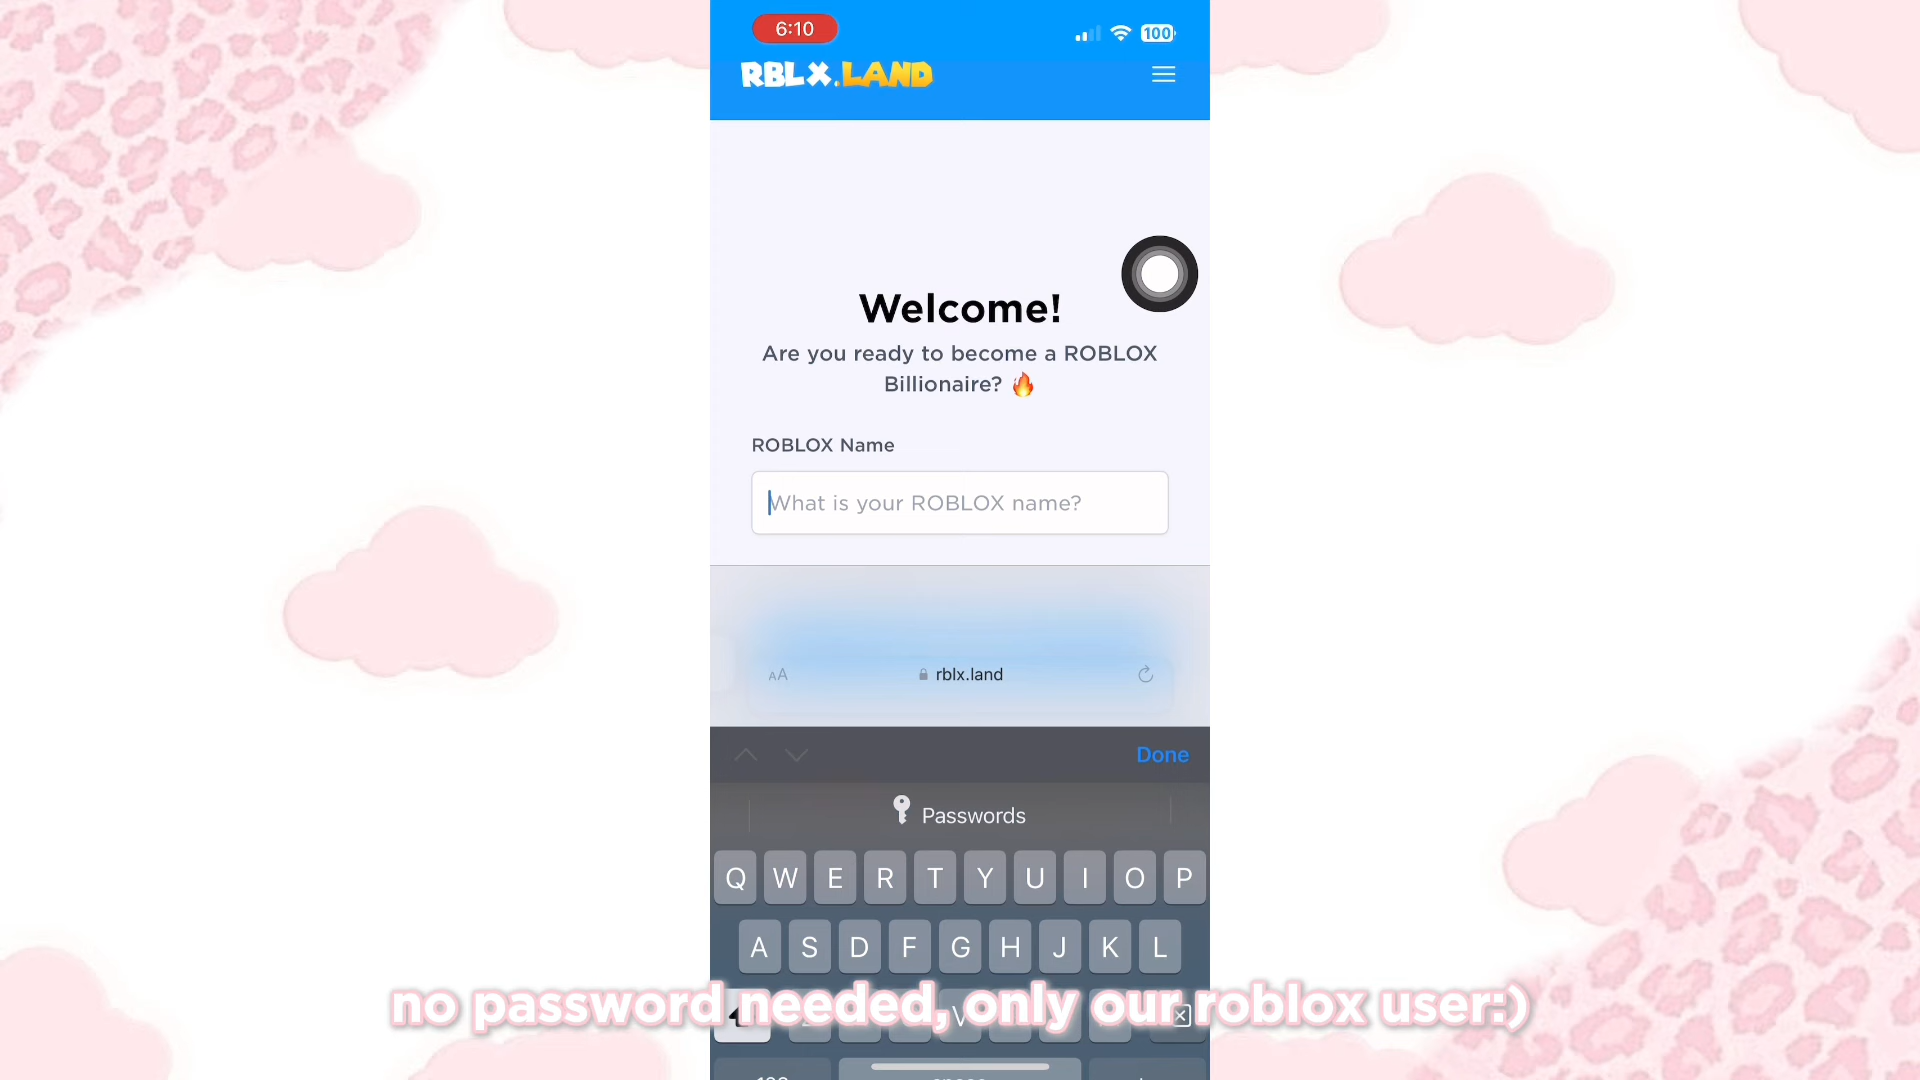 6:10
100
RBLX.LAND
Welcome!
Are you ready to become a ROBLOX
Billionaire? 🔥
ROBLOX Name
What is your ROBLOX name?
AA
rblx.land
Done
Passwords
Q W E R T Y U I O P
A S D F G H J K L
no password needed, only our roblox user:)